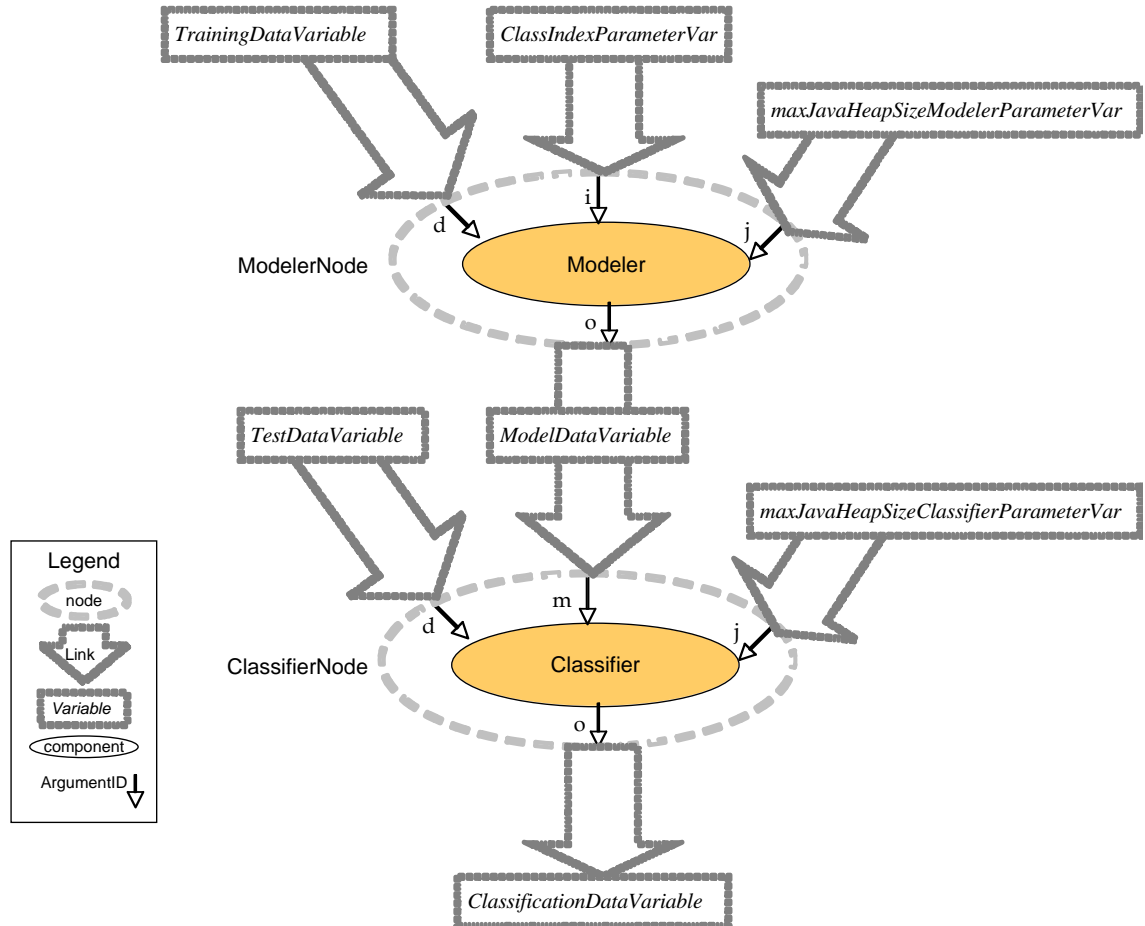 TrainingDataVariable
ClassIndexParameterVar
maxJavaHeapSizeModelerParameterVar
d
i
j
ModelerNode
Modeler
o
TestDataVariable
ModelDataVariable
maxJavaHeapSizeClassifierParameterVar
d
m
j
ClassifierNode
Classifier
o
ClassificationDataVariable
Legend
node
Link
Variable
component
ArgumentID